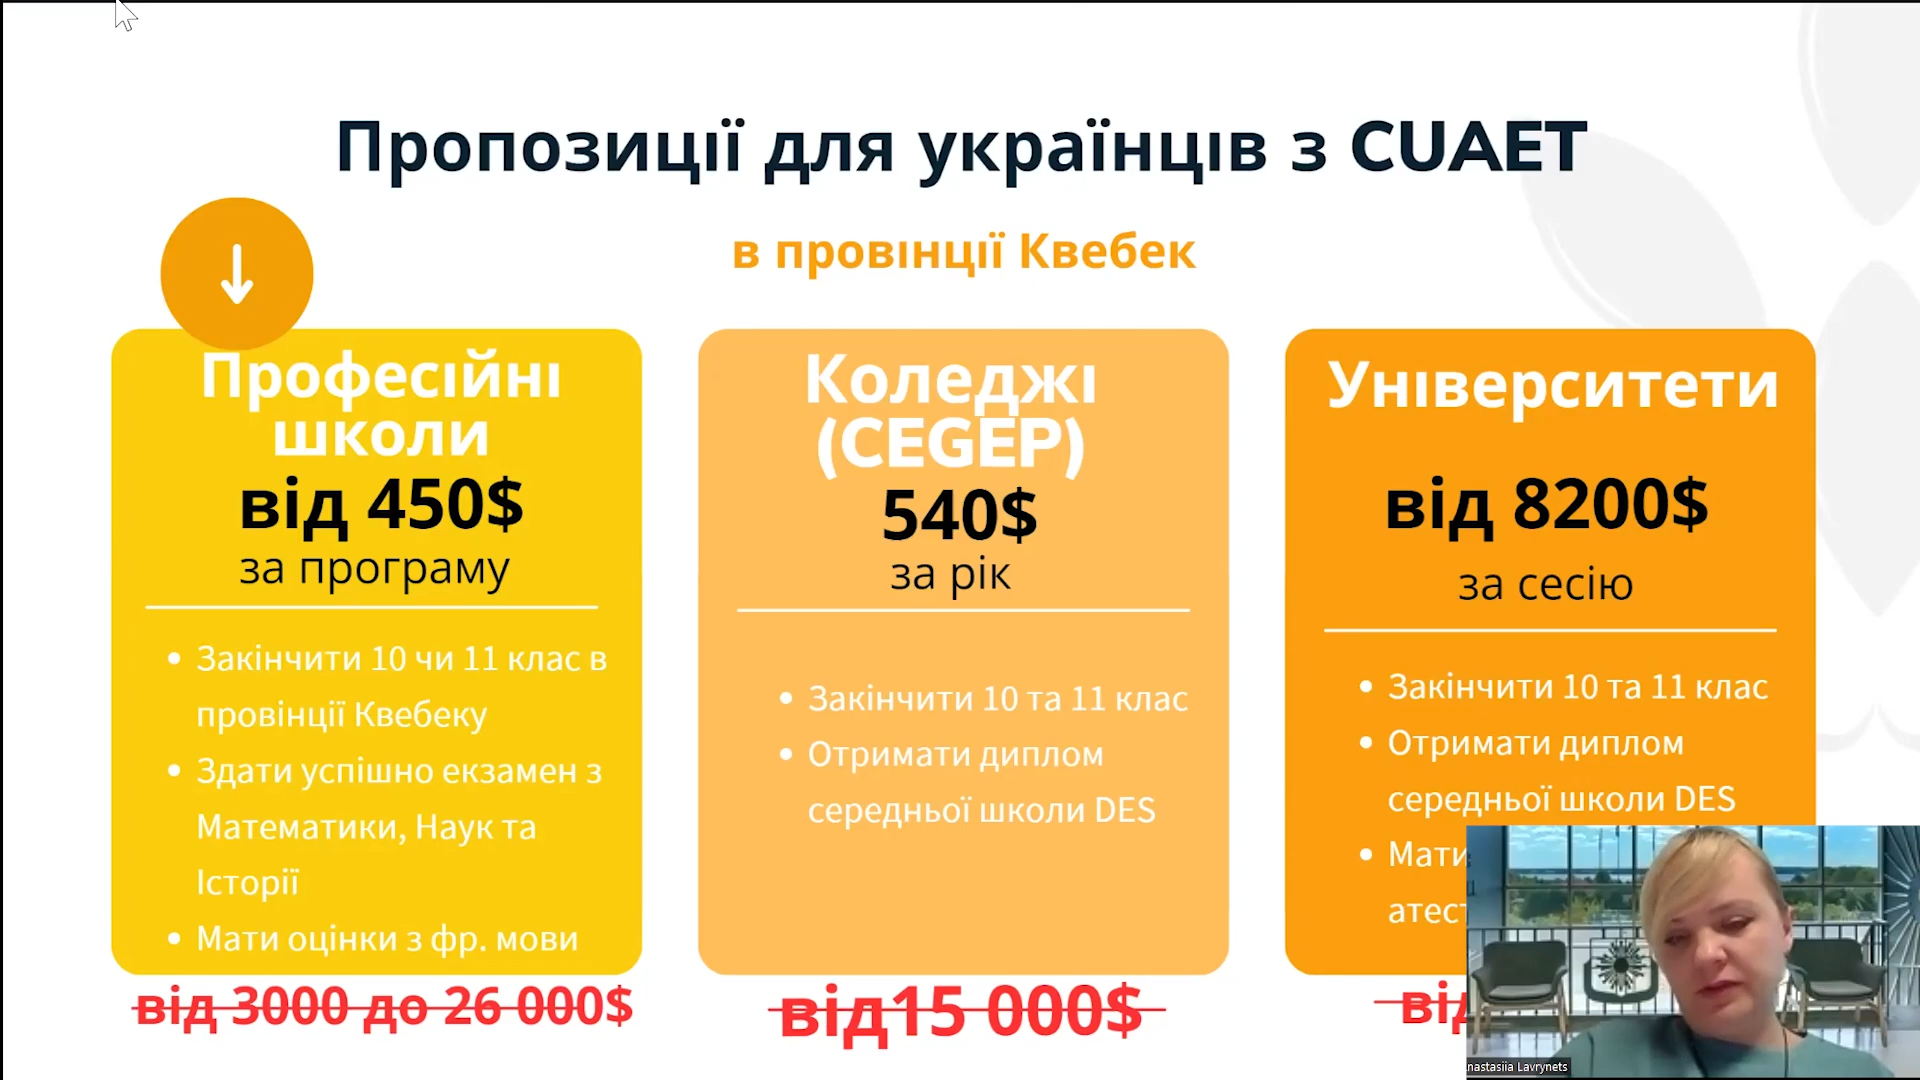 Пропозиції для українців з CUAET
в провінції Квебек
Професійні
школи
від 450$
за програму
Закінчити 10 чи 11 клас в
провінції Квебеку
Здати успішно екзамен з
Математики, Наук та
Історії
Мати оцінки з фр. мови
від 3000 до 26 000$
Коледжі
(CEGEP)
540$
за рік
Закінчити 10 та 11 клас
Отримати диплом
середньої школи DES
від15 000$
Університети
від 8200$
за сесію
Закінчити 10 та 11 клас
Отримати диплом
середньої школи DES
Мати
nastasiia Lavrynets